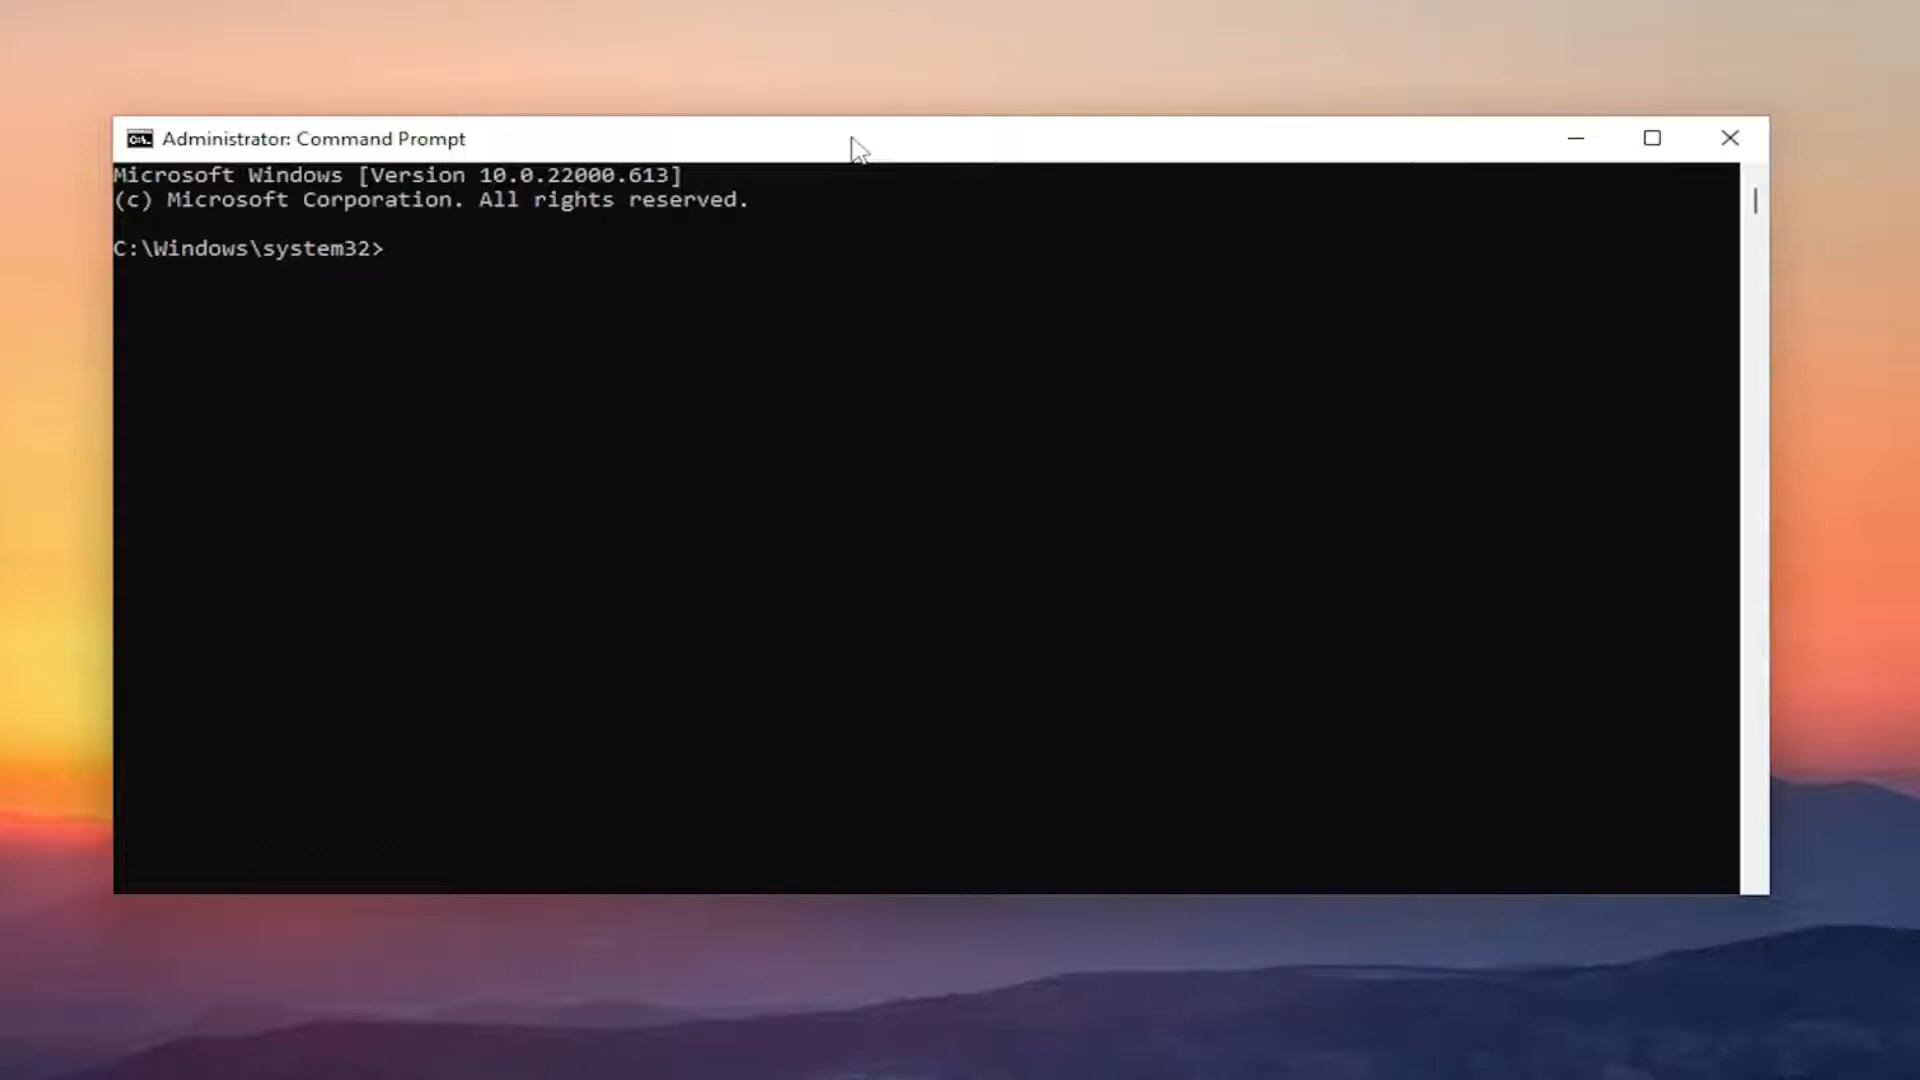 Administrator: Command Prompt
Microsoft Windows [Version 10.0.22000.613]
(c) Microsoft Corporation. All rights reserved.
C:\Windows\system32>